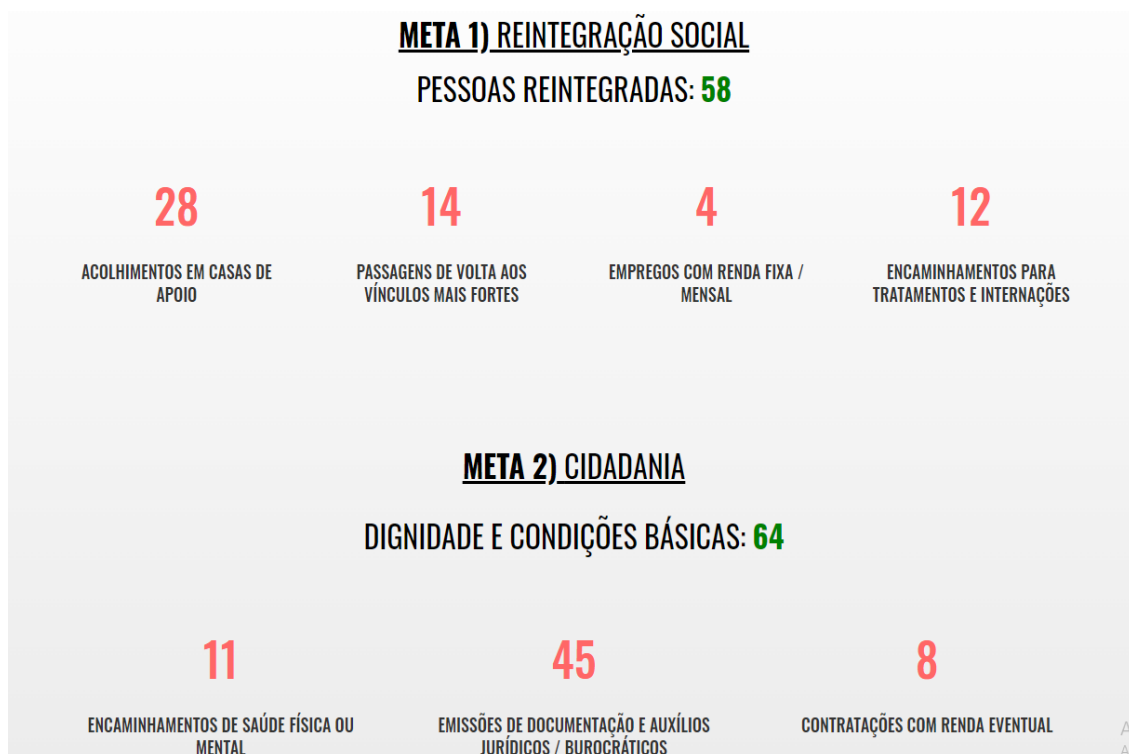 META 1) REINTEGRAÇÃO SOCIAL
PESSOAS REINTEGRADAS: 58
28
ACOLHIMENTOS EM CASAS DE
APOIO
14
PASSAGENS DE VOLTA AOS
VÍNCULOS MAIS FORTES
4
EMPREGOS COM RENDA FIXA /
MENSAL
12
ENCAMINHAMENTOS PARA
TRATAMENTOS E INTERNAÇÕES
META 2) CIDADANIA
DIGNIDADE E CONDIÇÕES BÁSICAS: 64
11
ENCAMINHAMENTOS DE SAÚDE FÍSICA OU
MENTAL
45
EMISSÕES DE DOCUMENTAÇÃO E AUXÍLIOS
JURÍDICOS / BUROCRÁTICOS
8
CONTRATAÇÕES COM RENDA EVENTUAL